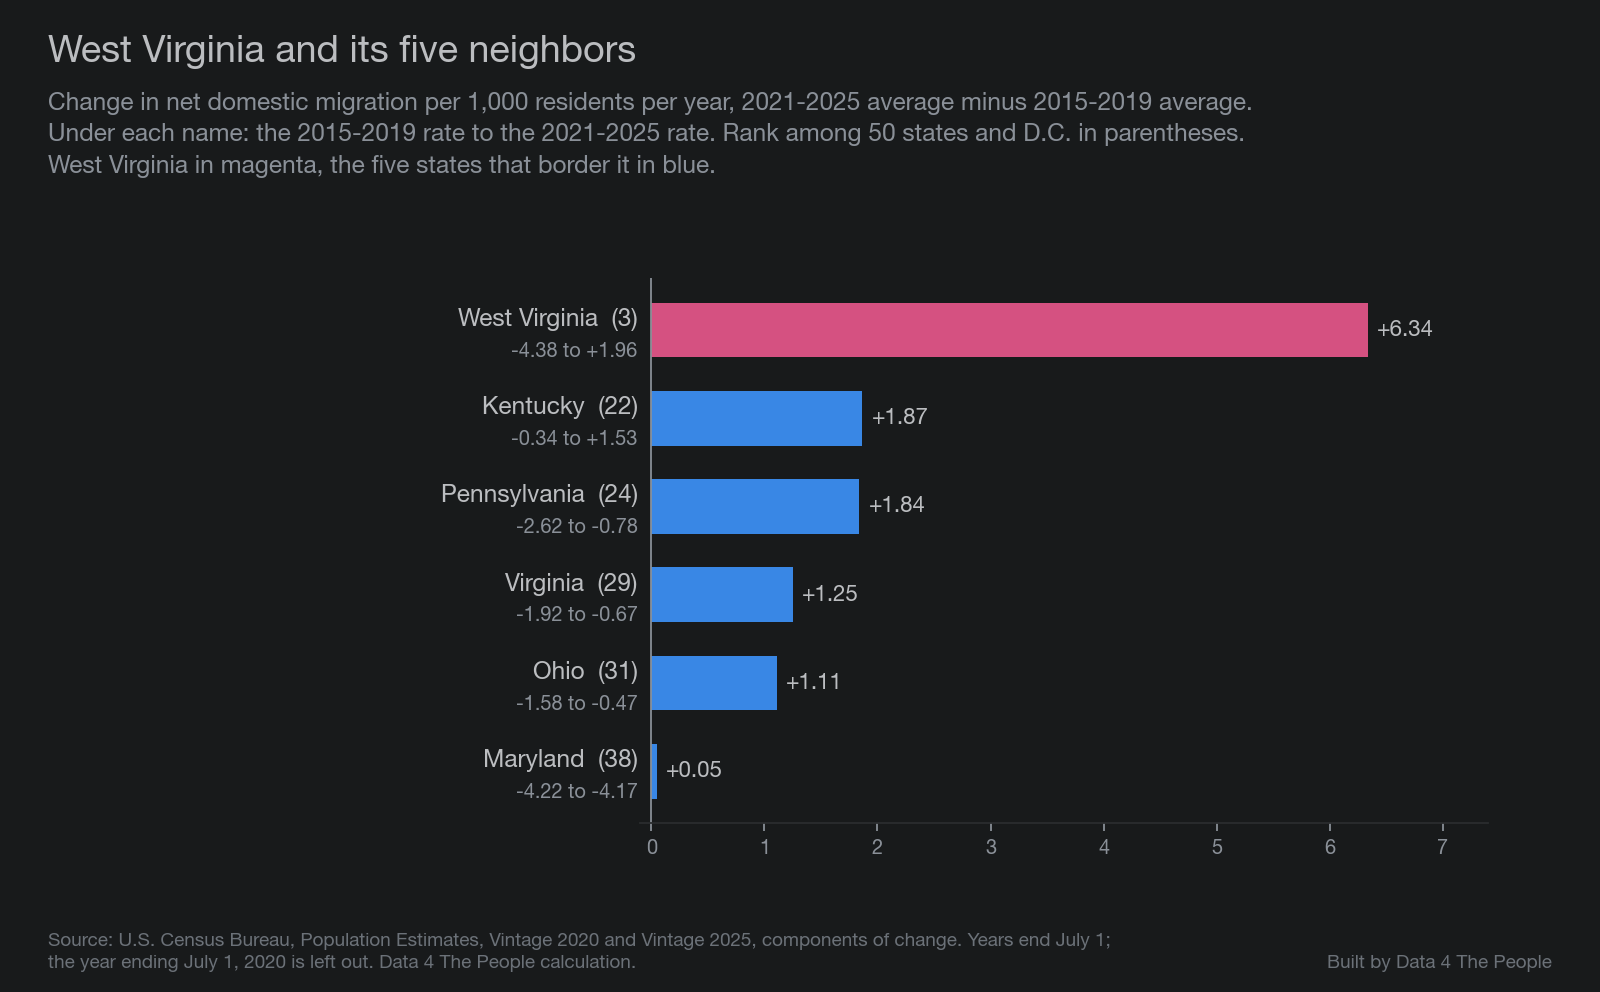 West Virginia and its five neighbors
Change in net domestic migration per 1,000 residents per year, 2021-2025 average minus 2015-2019 average.
Under each name: the 2015-2019 rate to the 2021-2025 rate. Rank among 50 states and D.C. in parentheses.
West Virginia in magenta, the five states that border it in blue.
West Virginia (3)
-4.38 to +1.96
+6.34
Kentucky (22)
-0.34 to +1.53
+1.87
Pennsylvania (24)
-2.62 to -0.78
+1.84
Virginia (29)
-1.92 to -0.67
+1.25
Ohio (31)
-1.58 to -0.47
+1.11
Maryland (38)
-4.22 to -4.17
+0.05
0 1 2 3 4 5 6 7
Source: U.S. Census Bureau, Population Estimates, Vintage 2020 and Vintage 2025, components of change. Years end July 1;
the year ending July 1, 2020 is left out. Data 4 The People calculation.
Built by Data 4 The People